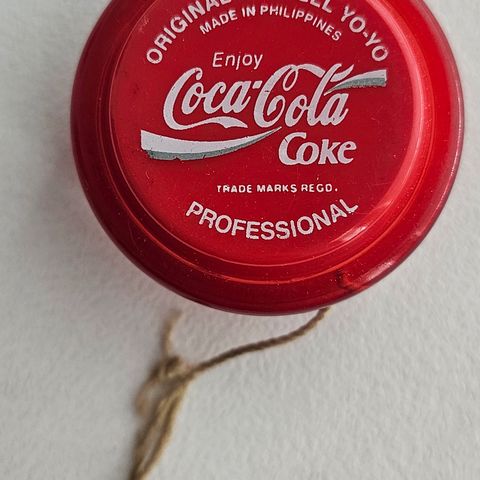 ORIGINAL YO-YO
MADE IN PHILIPPINES
Enjoy
Coca-Cola
Coke
TRADE MARKS REGD.
PROFESSIONAL